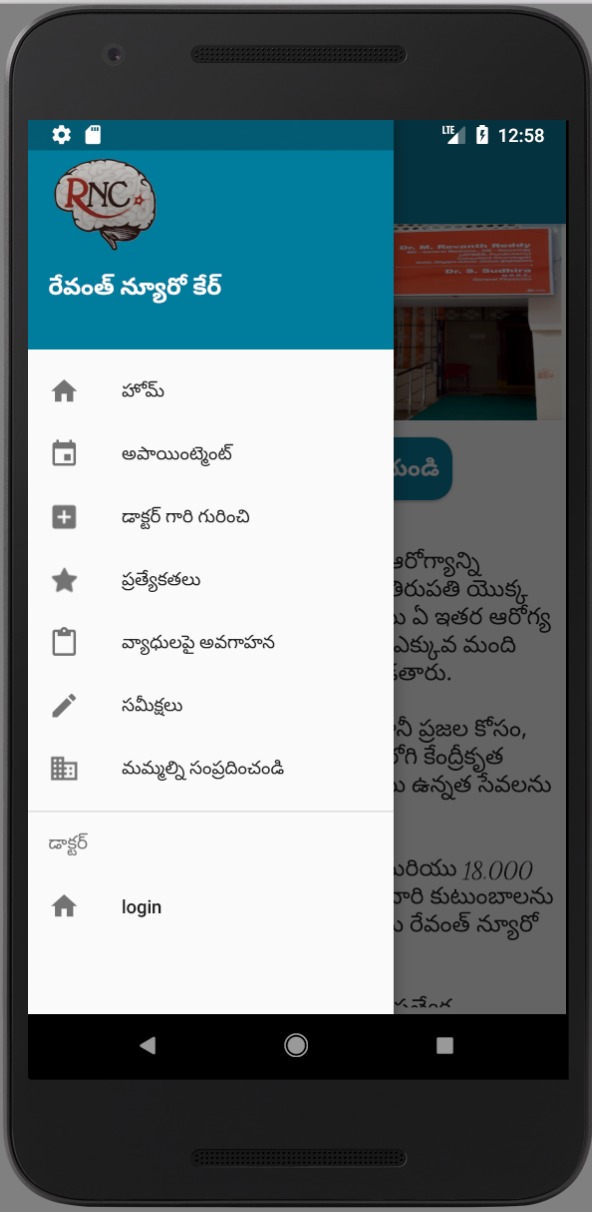 LTE 12:58
RNC
రేవంత్ న్యూరో కేర్
Dr. M. Revanth Reddy
Dr. S. Sudhira
హోమ్
అపాయింట్మెంట్
డాక్టర్ గారి గురించి
ప్రత్యేకతలు
వ్యాధులపై అవగాహన
సమీక్షలు
మమ్మల్ని సంప్రదించండి
డాక్టర్
login
ఆరోగ్యాన్ని
తిరుపతి యొక్క
ఏ ఇతర ఆరోగ్య
ఎక్కువ మంది
ప్రజల కోసం,
కేంద్రీకృత
ఉన్నత సేవలను
18.000
కుటుంబాలను
రేవంత్ న్యూరో